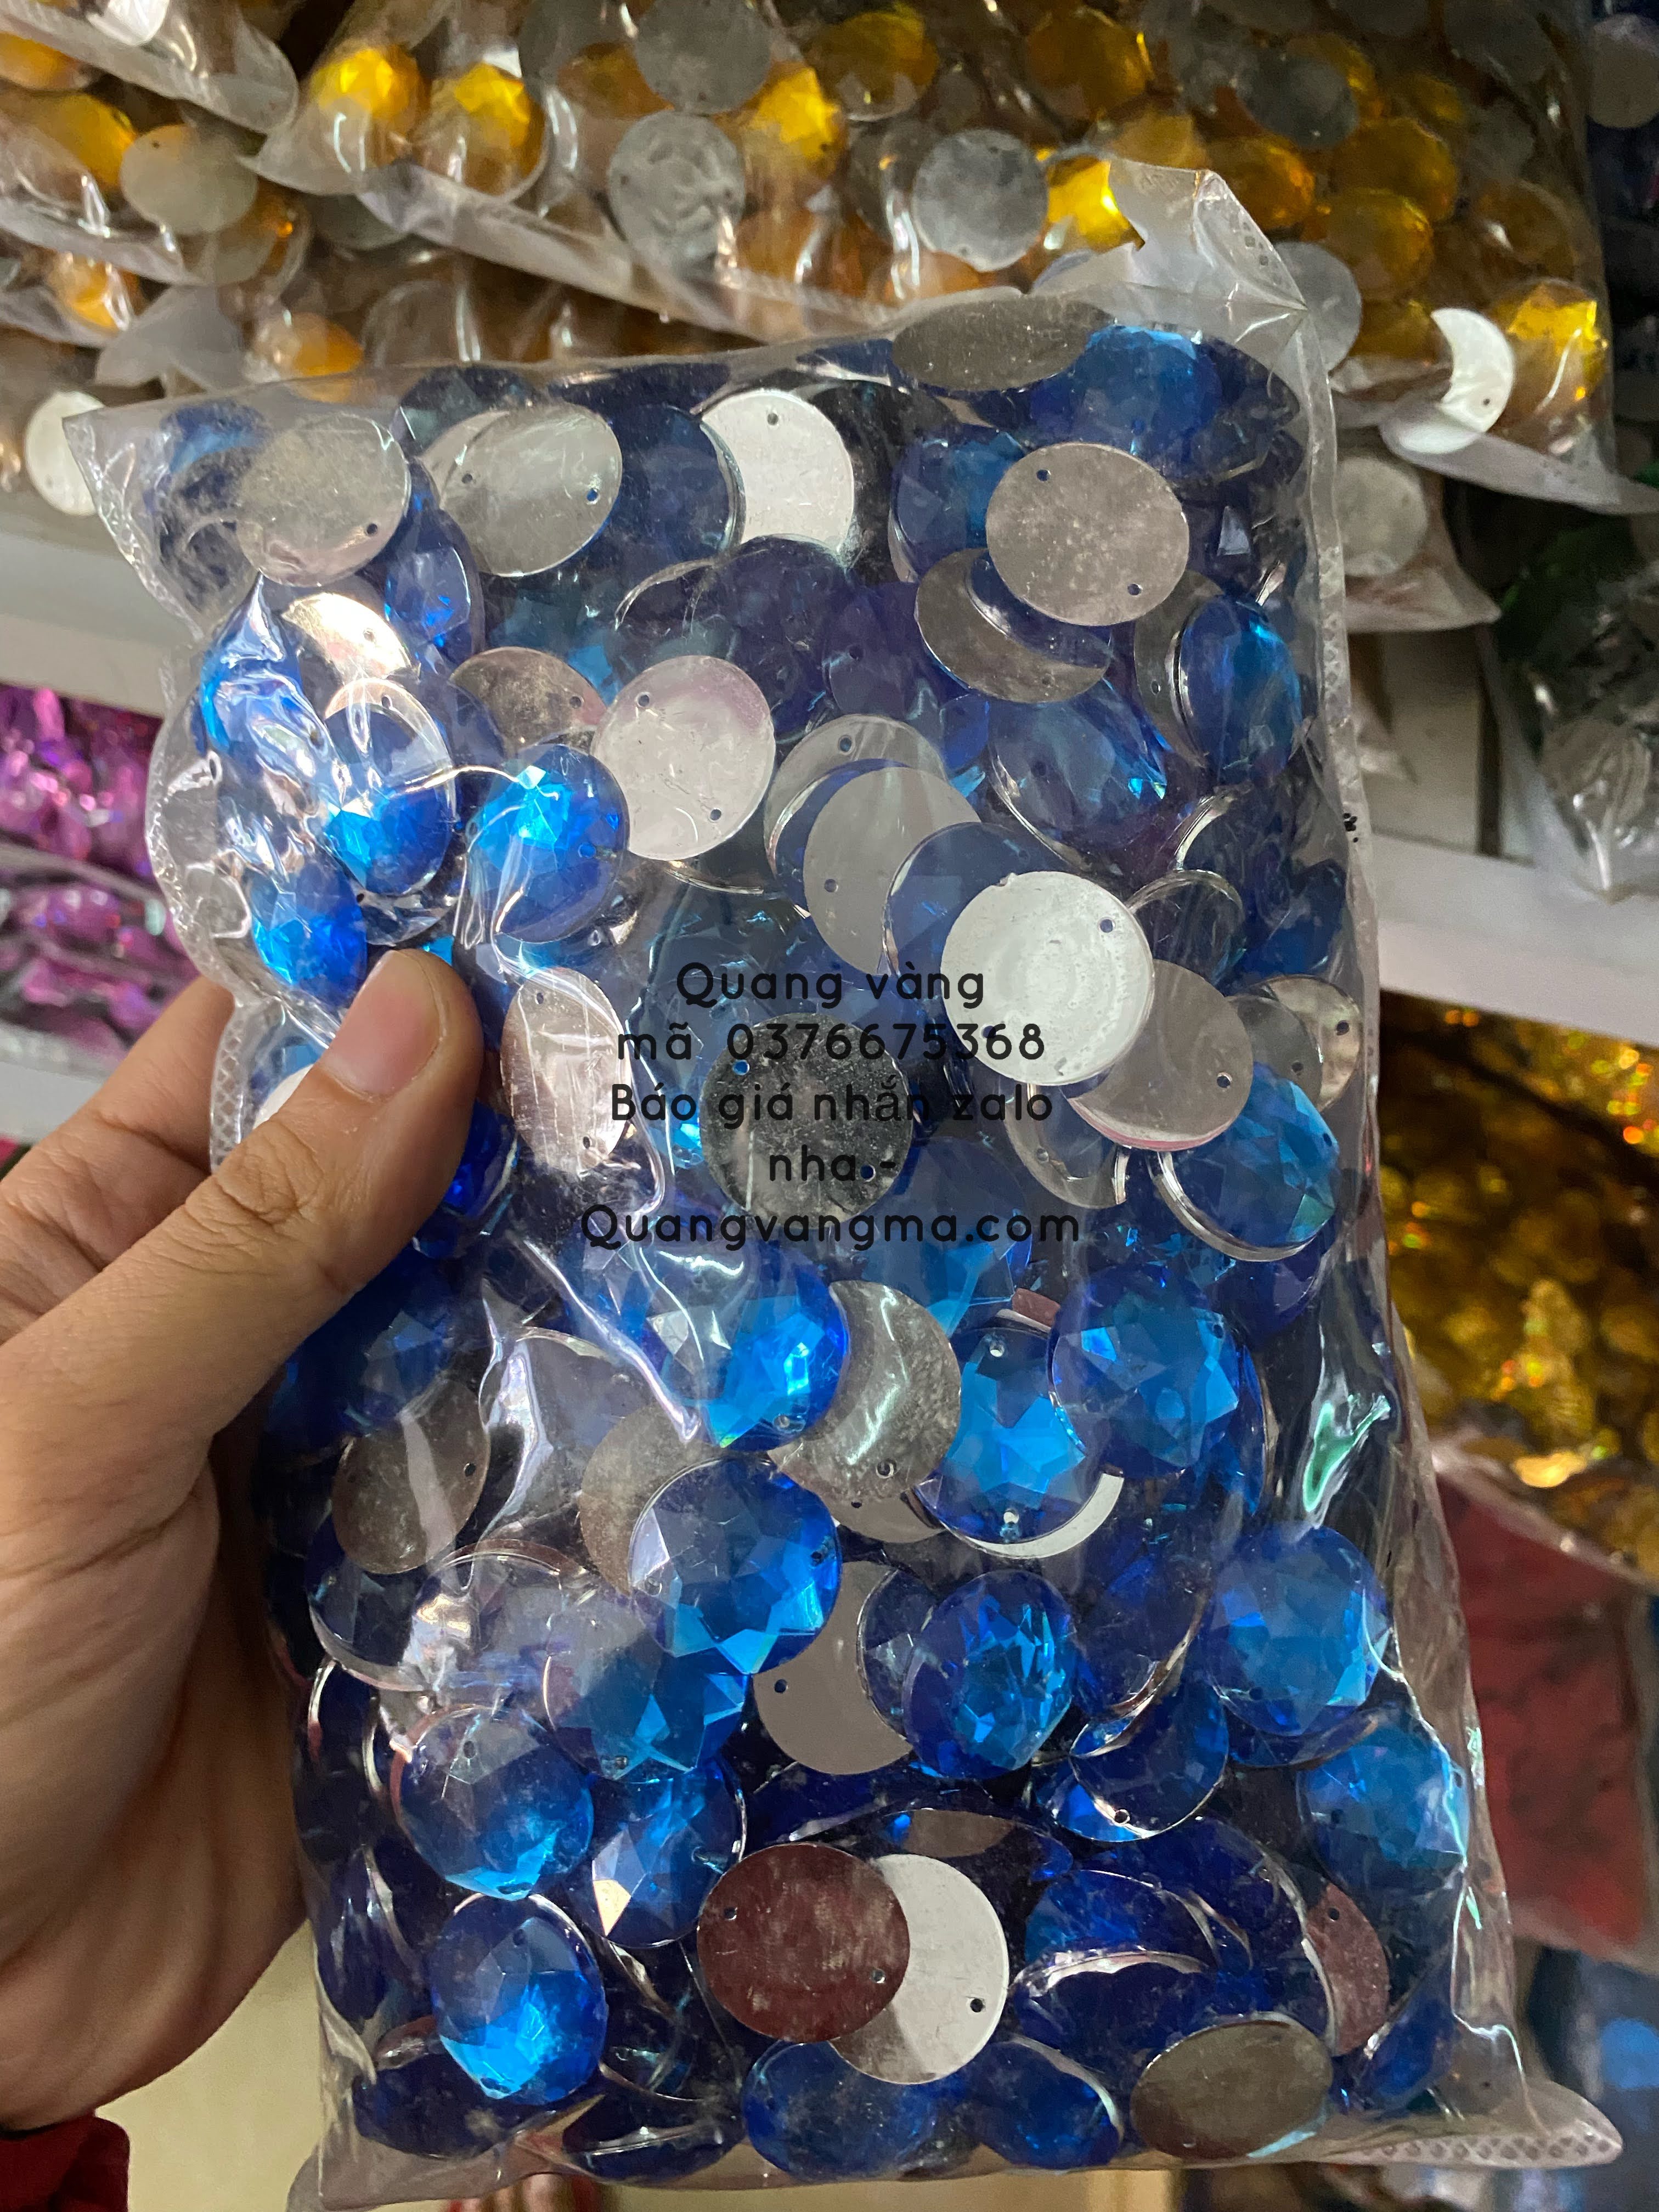 Quang vàng
mã 0376675368
Báo giá nhắn zalo
nha -
Quangvangma.com